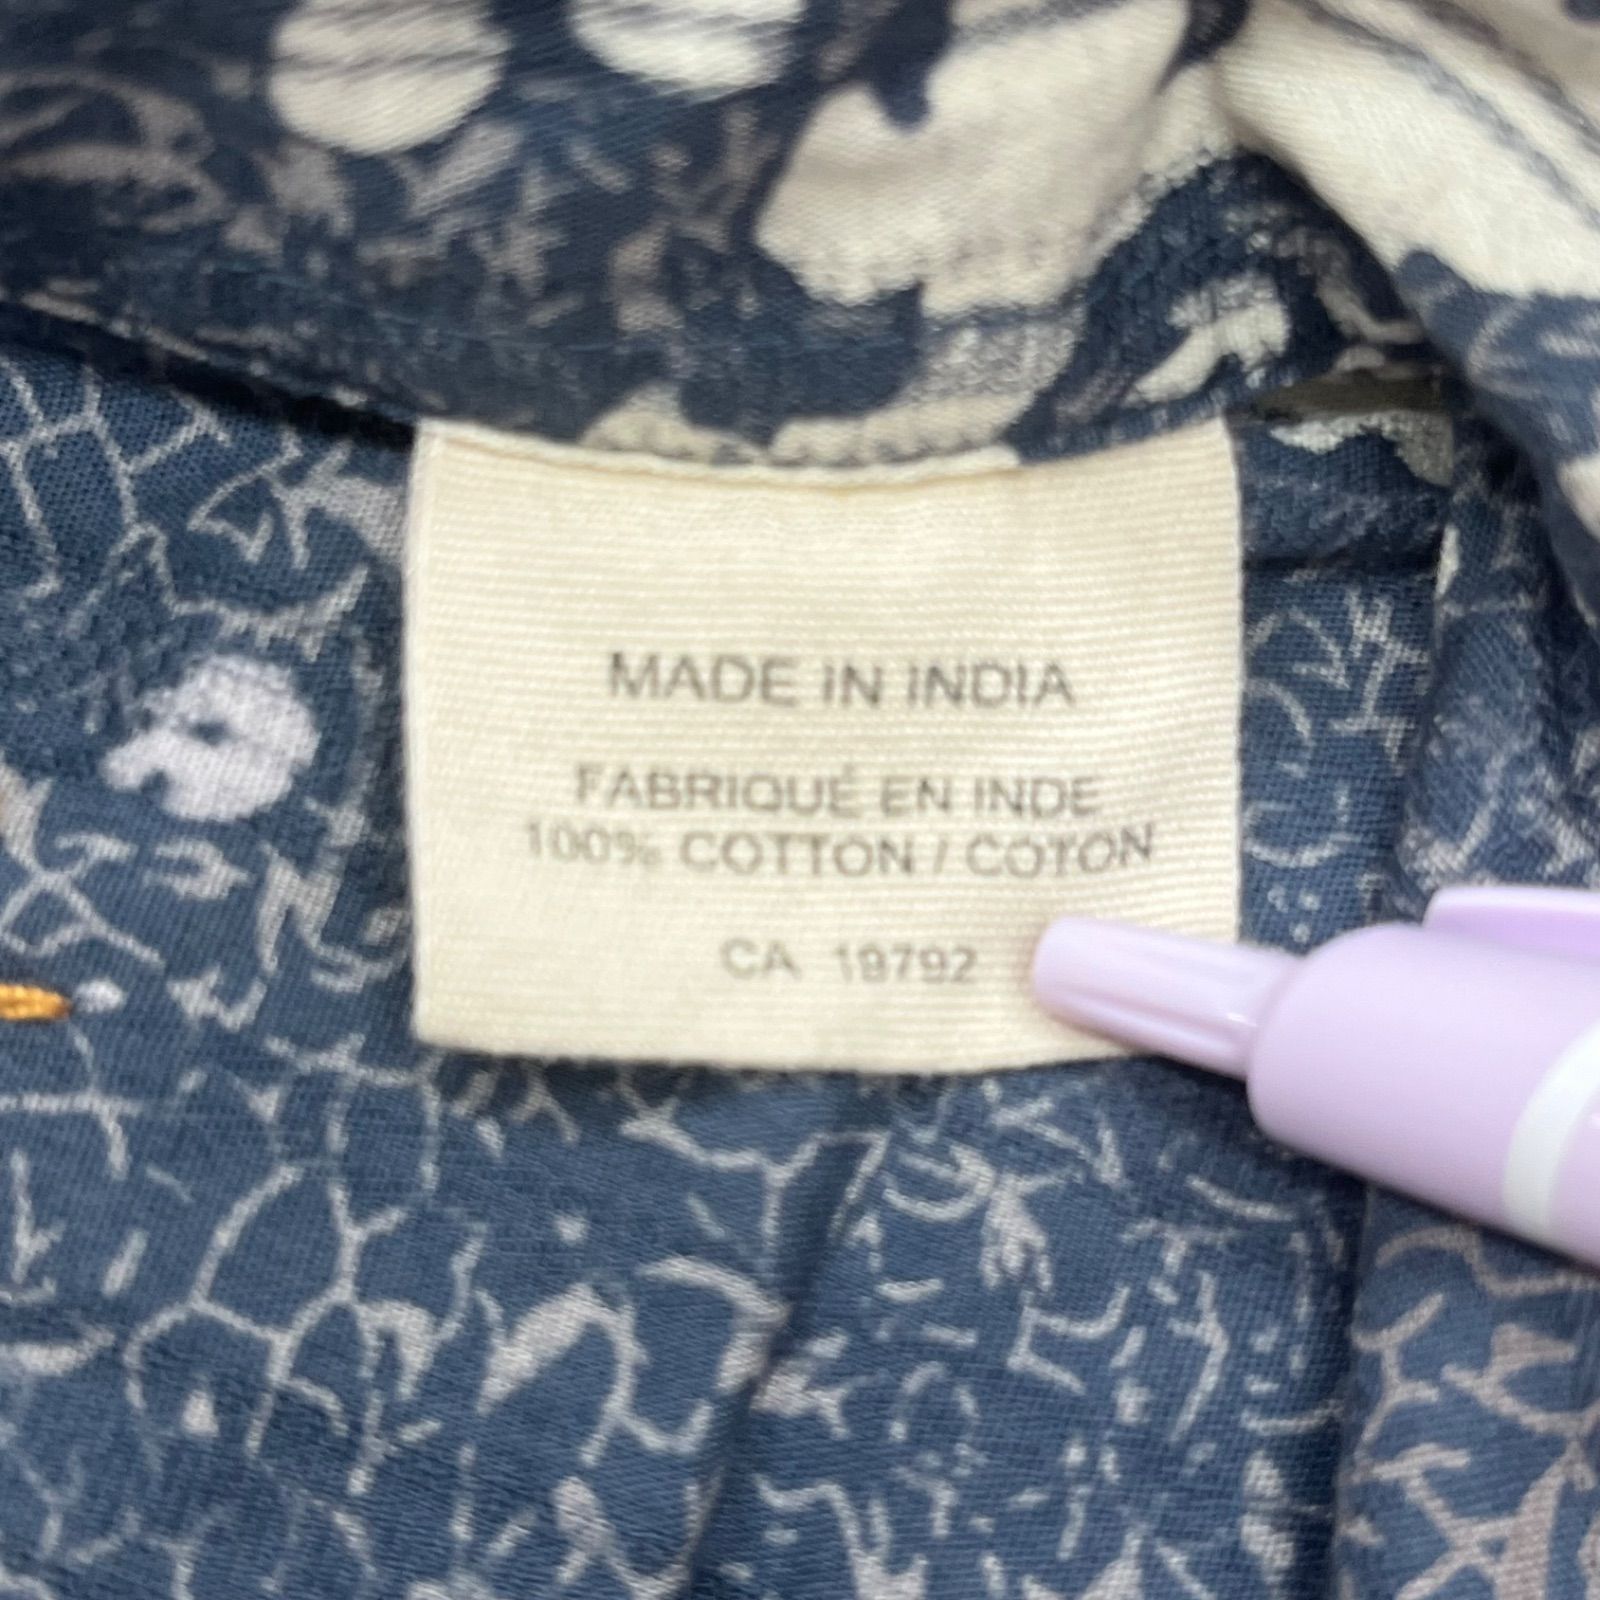 MADE IN INDIA
FABRIQUÉ EN INDE
100% COTTON / COTON
CA 19792